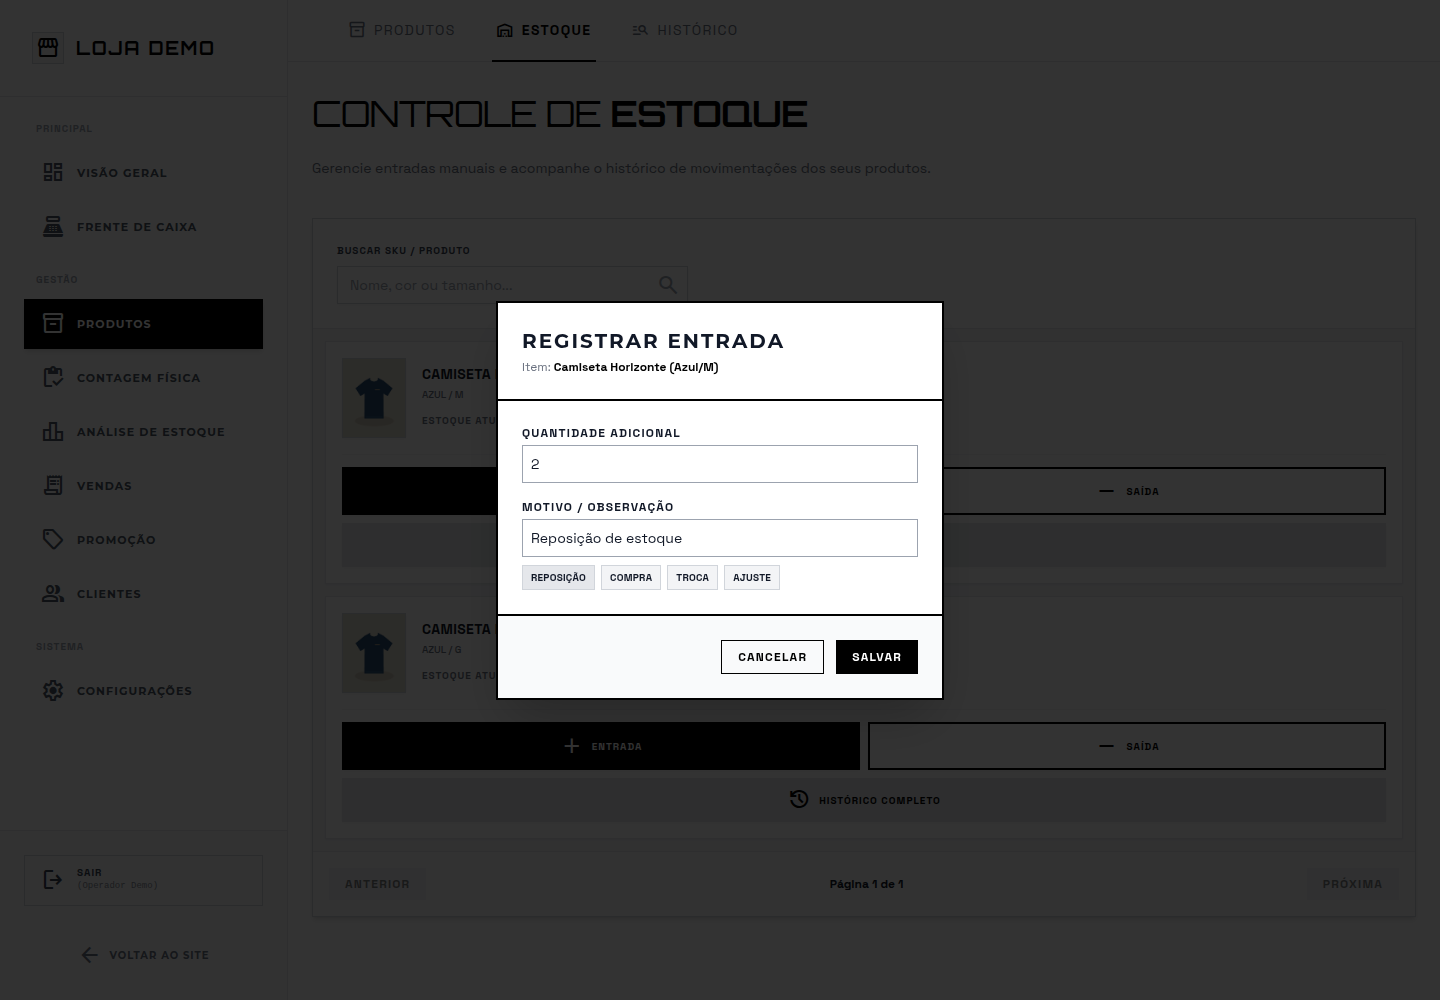 LOJA DEMO
PRINCIPAL
VISÃO GERAL
FRENTE DE CAIXA
GESTÃO
PRODUTOS
CONTAGEM FÍSICA
ANÁLISE DE ESTOQUE
VENDAS
PROMOÇÃO
CLIENTES
SISTEMA
CONFIGURAÇÕES
SAIR
(Operador Demo)
VOLTAR AO SITE
PRODUTOS ESTOQUE HISTÓRICO
CONTROLE DE ESTOQUE
Gerencie entradas manuais e acompanhe o histórico de movimentações dos seus produtos.
BUSCAR SKU / PRODUTO
Nome, cor ou tamanho...
CAMISETA
AZUL / M
ESTOQUE ATU
SAÍDA
CAMISETA
AZUL / G
ESTOQUE ATU
ENTRADA SAÍDA
HISTÓRICO COMPLETO
ANTERIOR Página 1 de 1 PRÓXIMA
REGISTRAR ENTRADA
Item: Camiseta Horizonte (Azul/M)
QUANTIDADE ADICIONAL
2
MOTIVO / OBSERVAÇÃO
Reposição de estoque
REPOSIÇÃO COMPRA TROCA AJUSTE
CANCELAR SALVAR